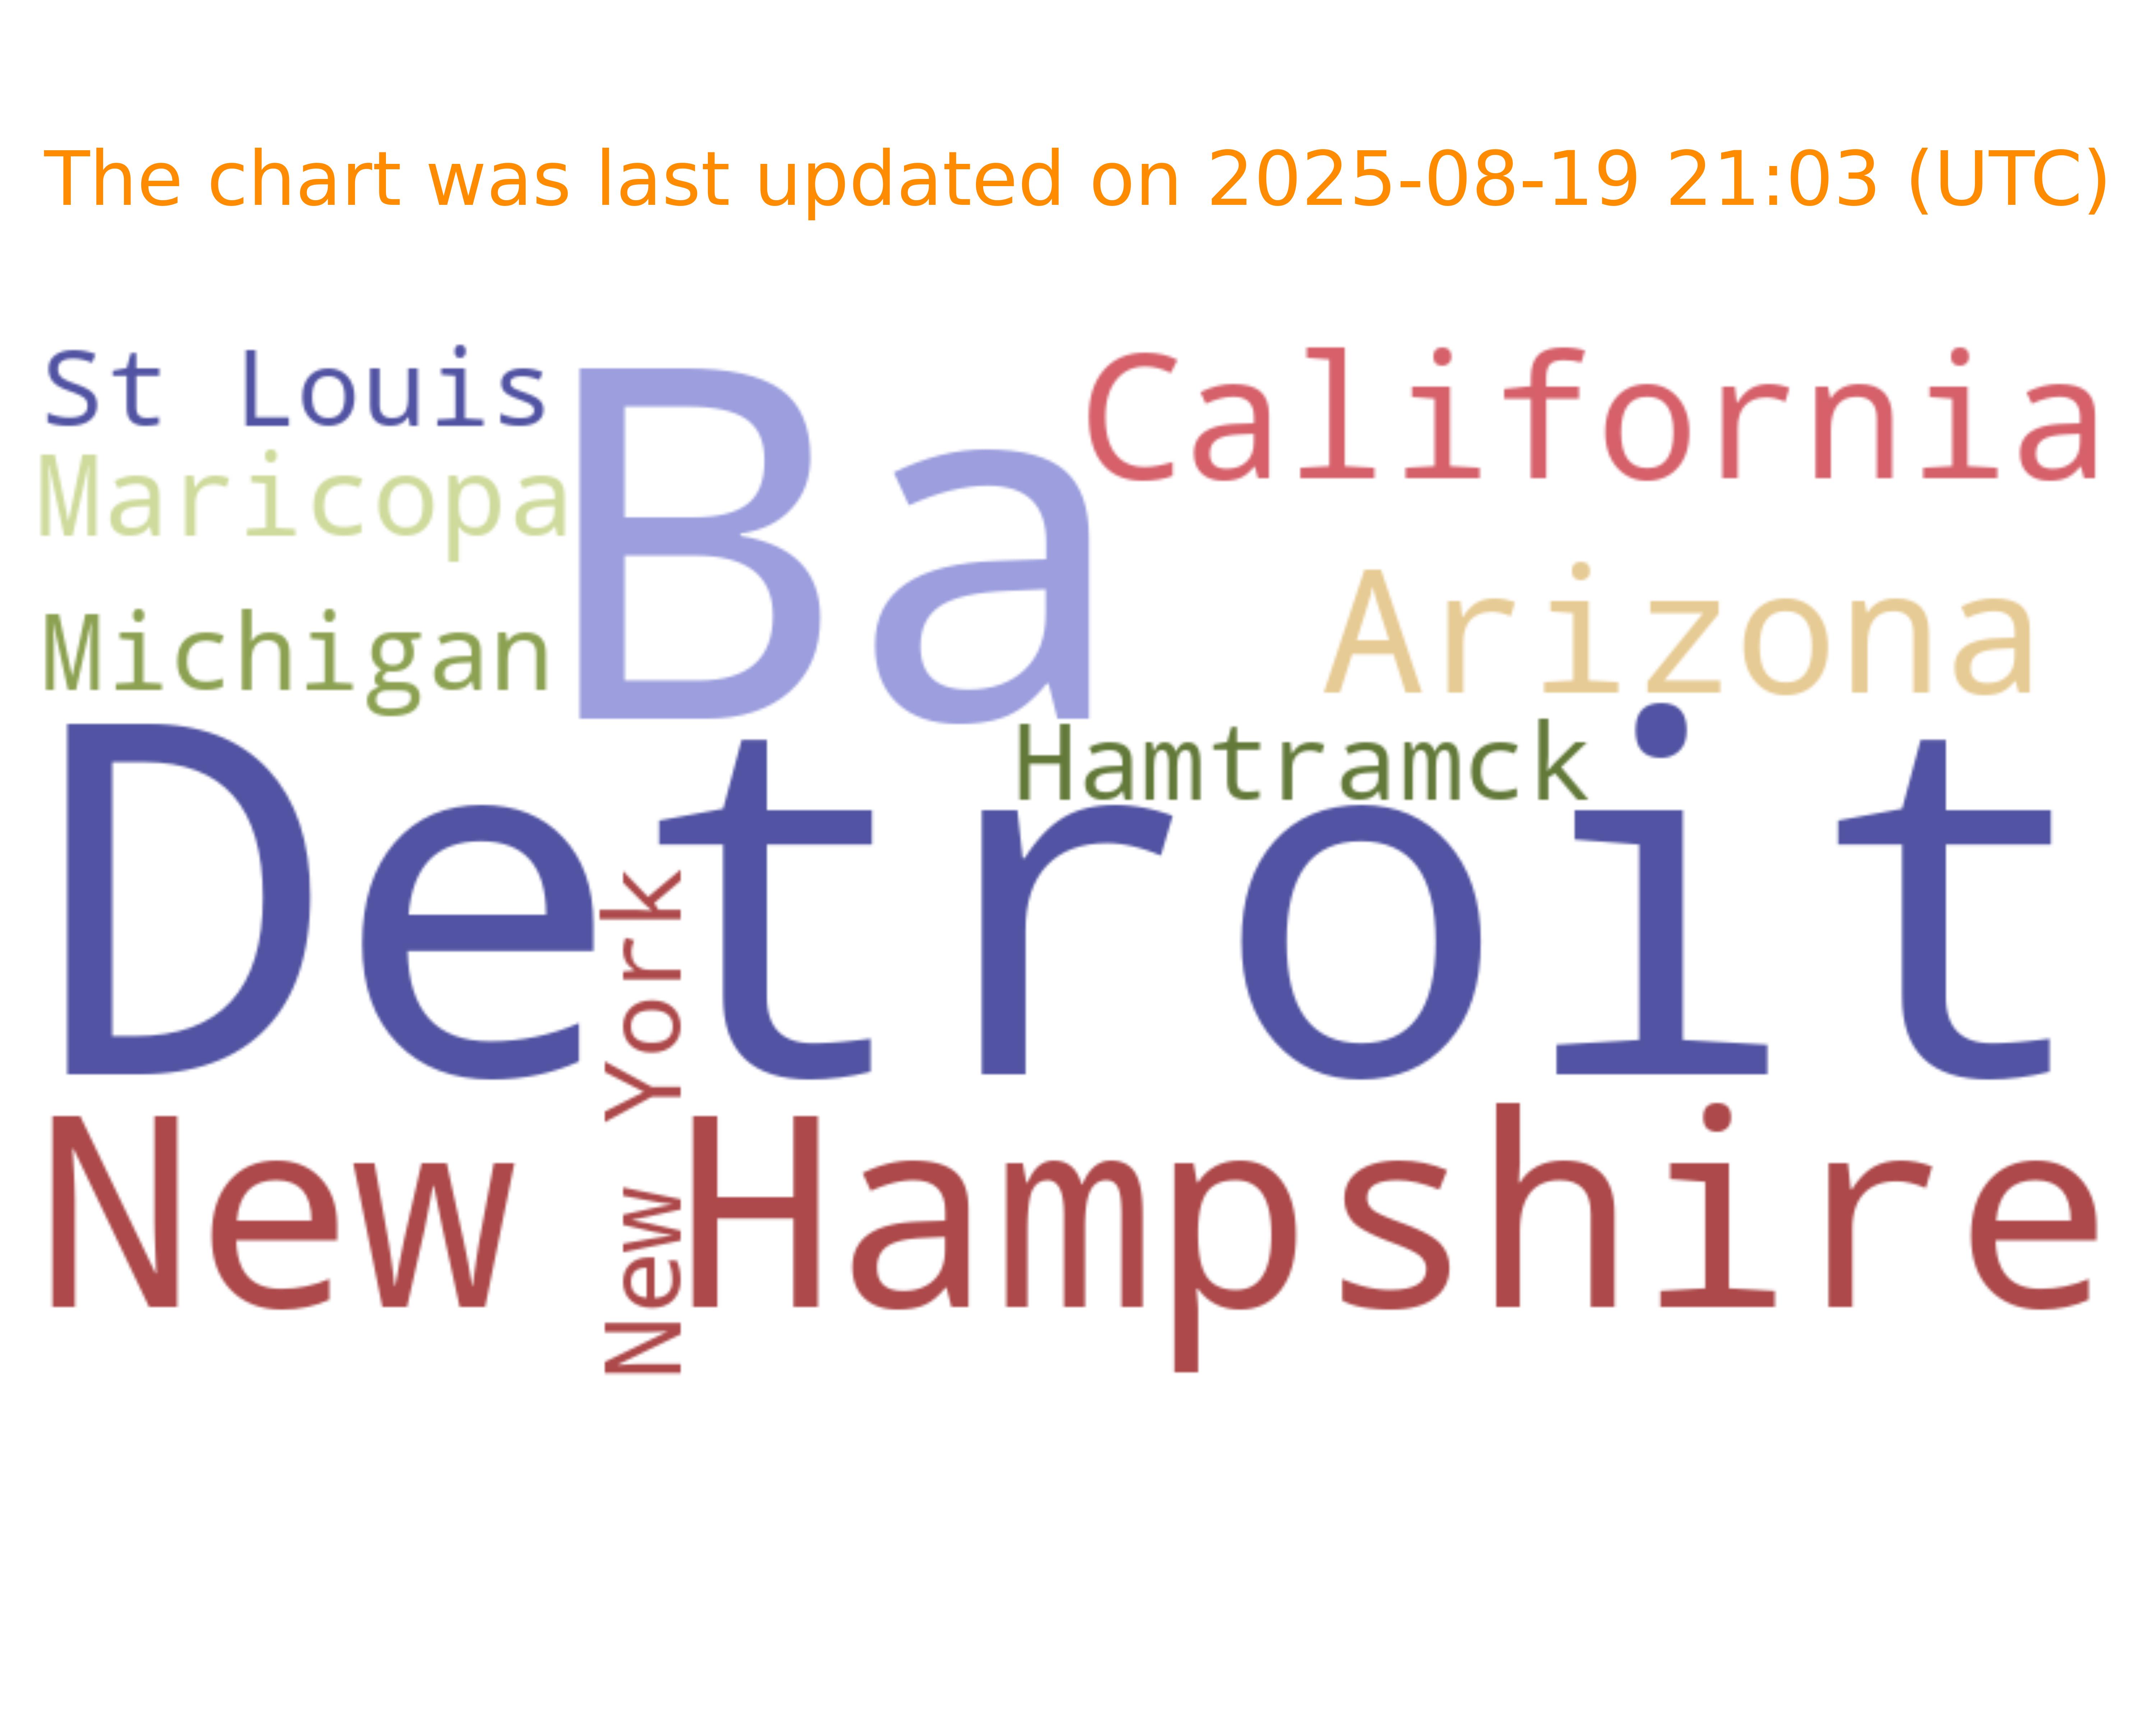 The chart was last updated on 2025-08-19 21:03 (UTC)
St Louis
California
Maricopa
Ba
Arizona
Michigan
Hamtramck
Detroit
New York
New Hampshire